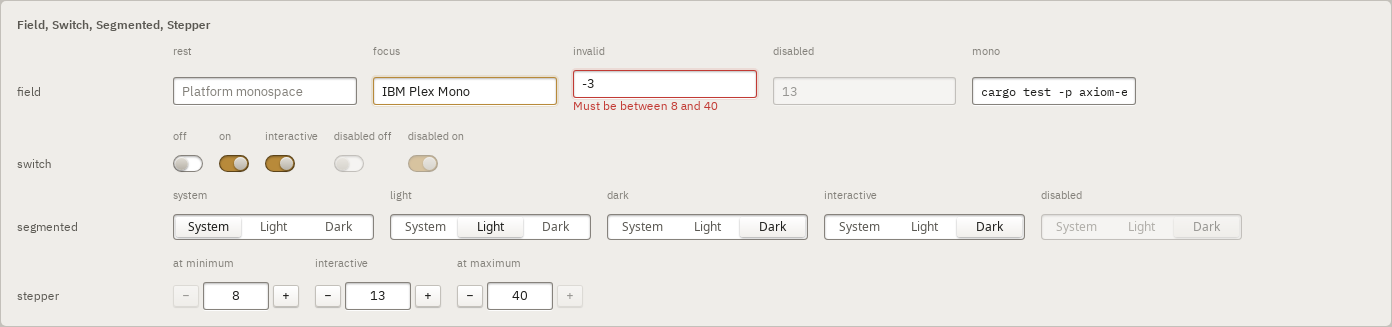 Field, Switch, Segmented, Stepper
rest focus invalid disabled mono
field Platform monospace IBM Plex Mono -3 13 cargo test -p axiom-e
Must be between 8 and 40
off on interactive disabled off disabled on
switch
system light dark interactive disabled
segmented System Light Dark System Light Dark System Light Dark System Light Dark System Light Dark
at minimum interactive at maximum
stepper − 8 + − 13 + − 40 +